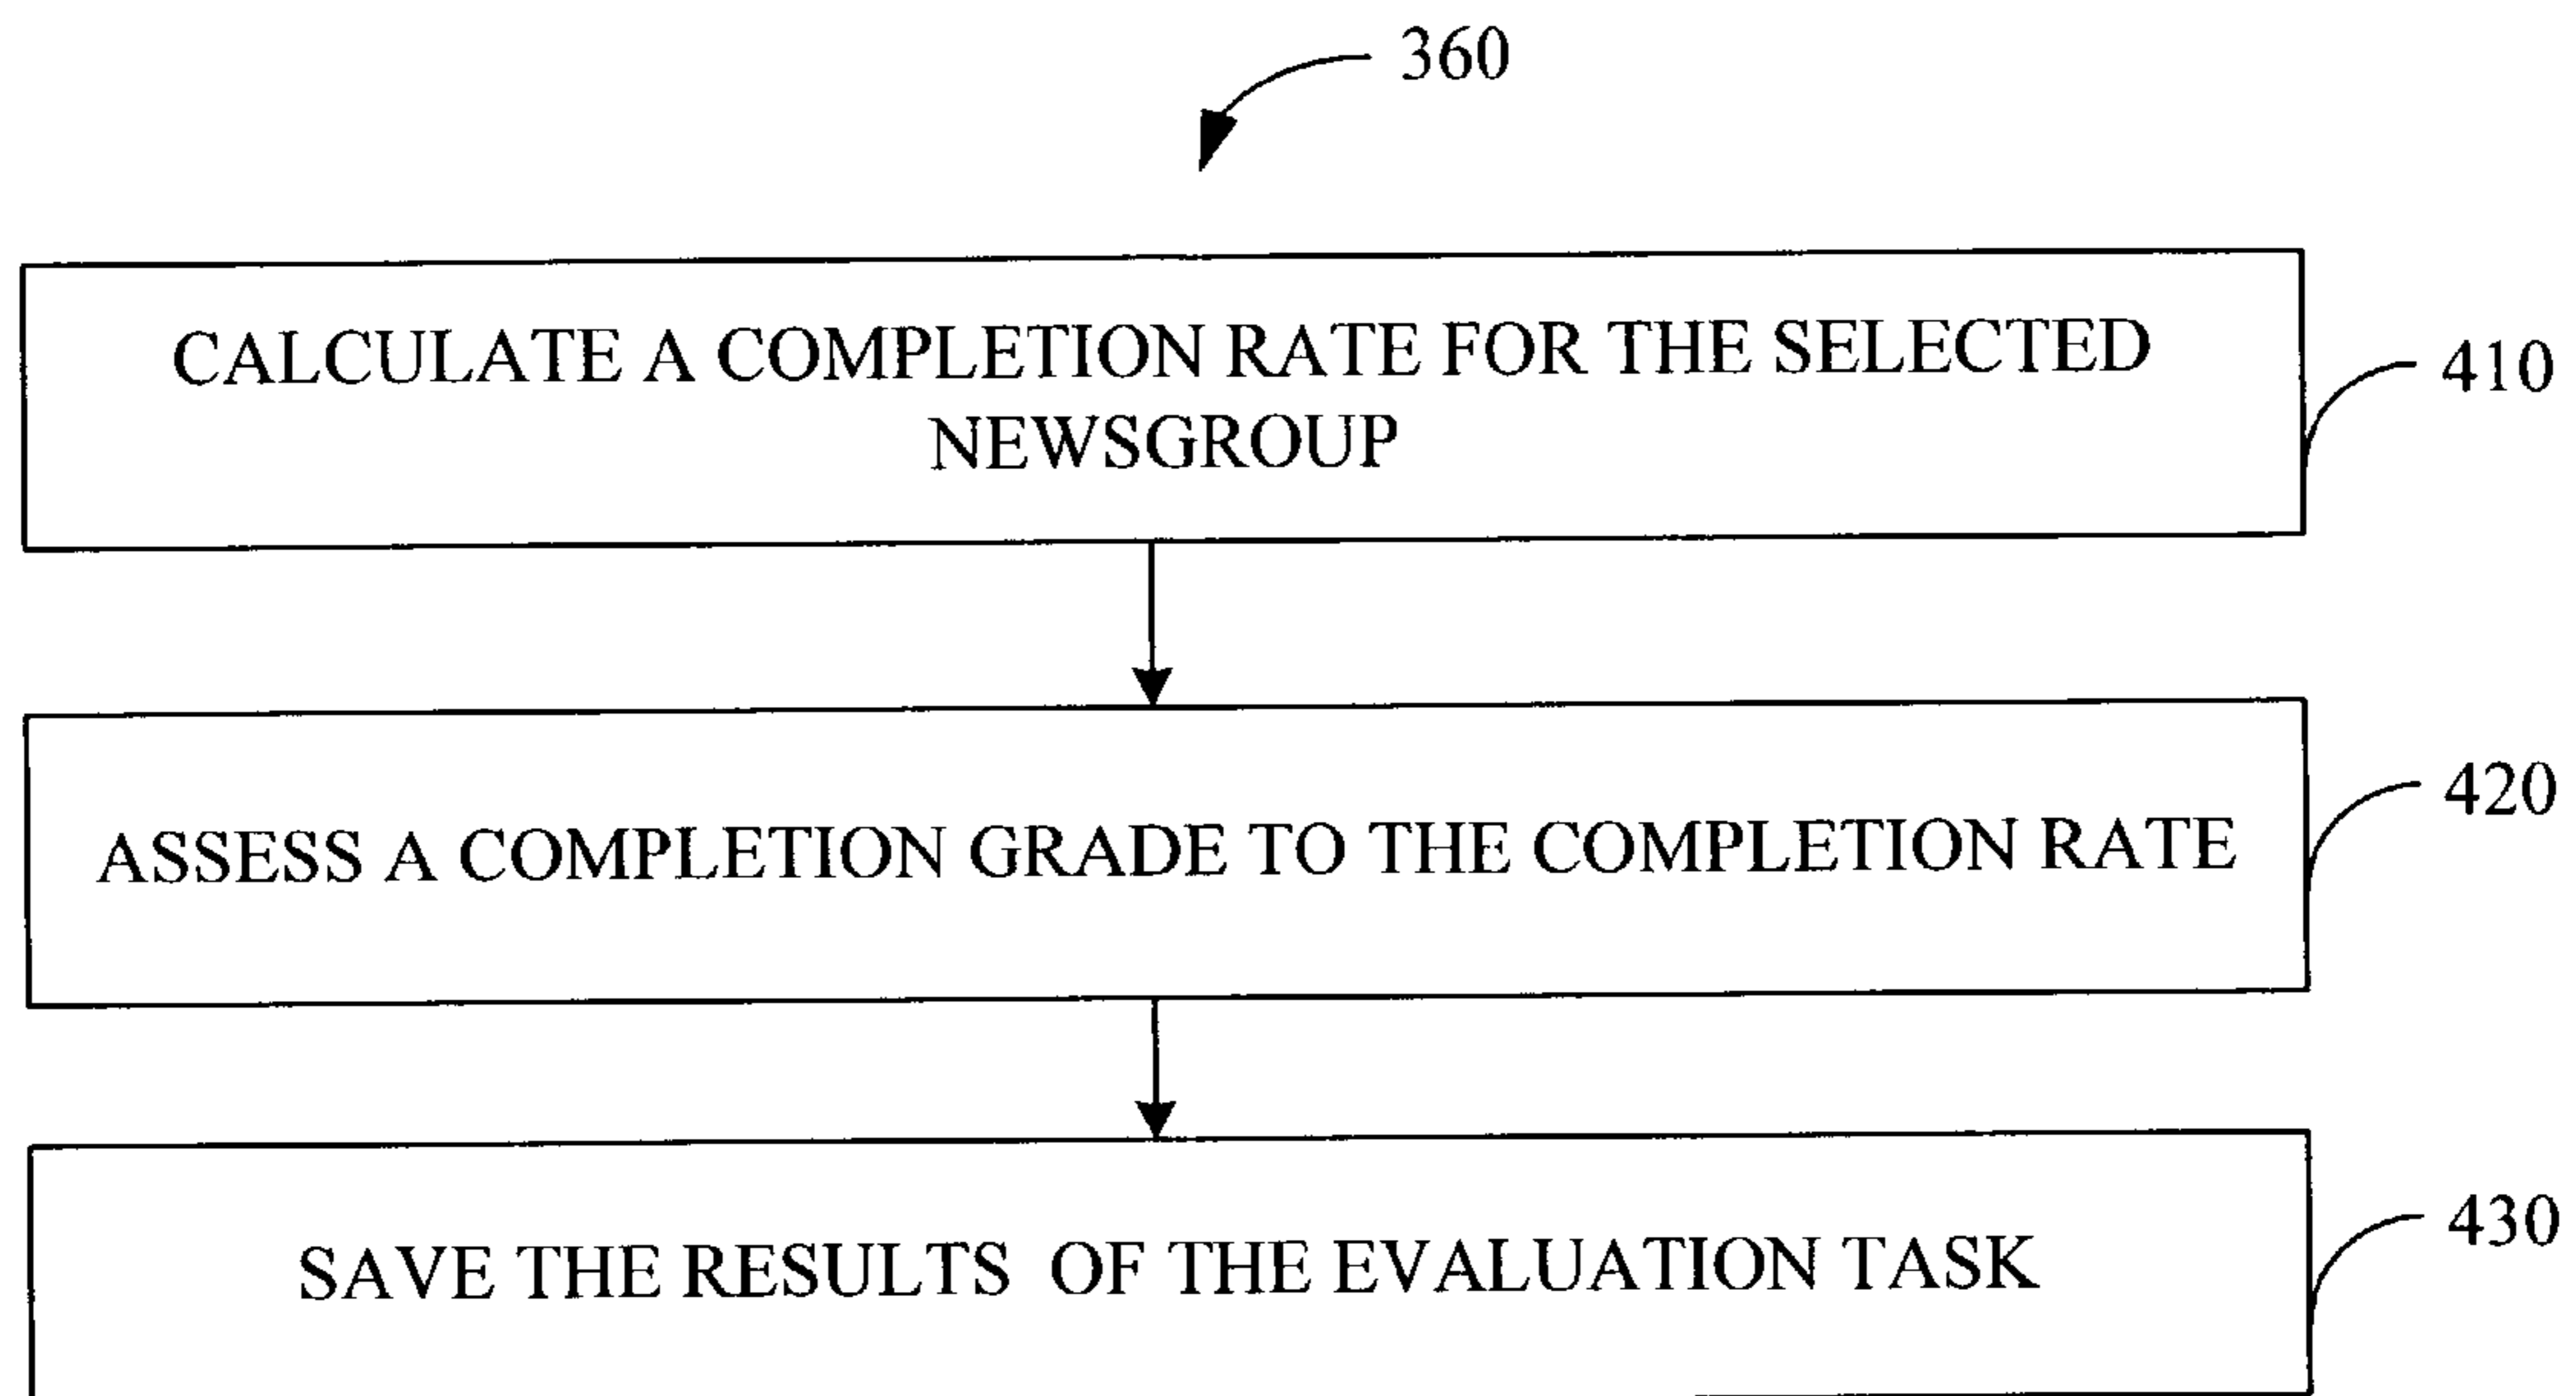 360
CALCULATE A COMPLETION RATE FOR THE SELECTED
NEWSGROUP
410
ASSESS A COMPLETION GRADE TO THE COMPLETION RATE
420
SAVE THE RESULTS OF THE EVALUATION TASK
430